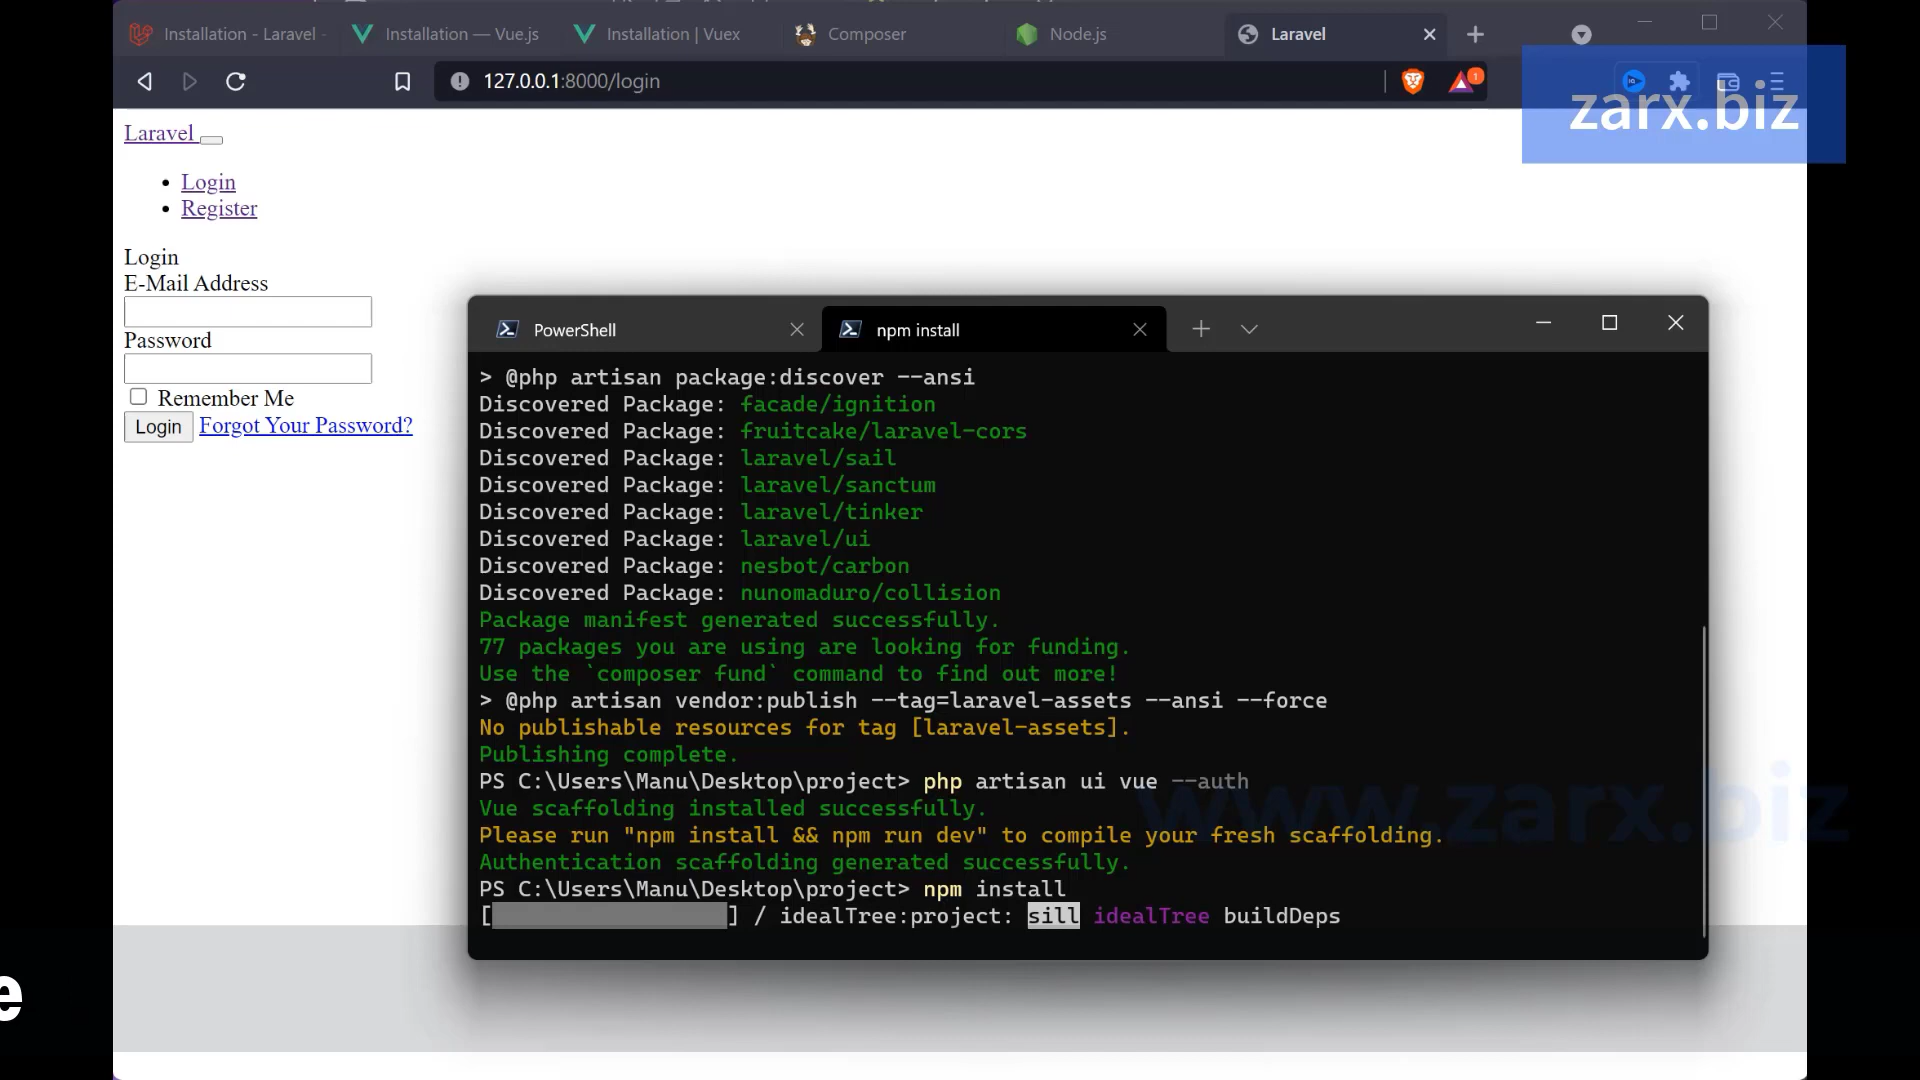 Installation - Laravel -
Installation — Vue.js
Installation | Vuex
Composer
Node.js
Laravel
127.0.0.1:8000/login
1
zarx.biz
Laravel
Login
Register
Login
E-Mail Address
Password
Remember Me
Login Forgot Your Password?
PowerShell
npm install
> @php artisan package:discover --ansi
Discovered Package: facade/ignition
Discovered Package: fruitcake/laravel-cors
Discovered Package: laravel/sail
Discovered Package: laravel/sanctum
Discovered Package: laravel/tinker
Discovered Package: laravel/ui
Discovered Package: nesbot/carbon
Discovered Package: nunomaduro/collision
Package manifest generated successfully.
77 packages you are using are looking for funding.
Use the `composer fund` command to find out more!
> @php artisan vendor:publish --tag=laravel-assets --ansi --force
No publishable resources for tag [laravel-assets].
Publishing complete.
PS C:\Users\Manu\Desktop\project> php artisan ui vue --auth
Vue scaffolding installed successfully.
Please run "npm install && npm run dev" to compile your fresh scaffolding.
Authentication scaffolding generated successfully.
PS C:\Users\Manu\Desktop\project> npm install
[                  ] / idealTree:project: sill idealTree buildDeps
www.zarx.biz
e